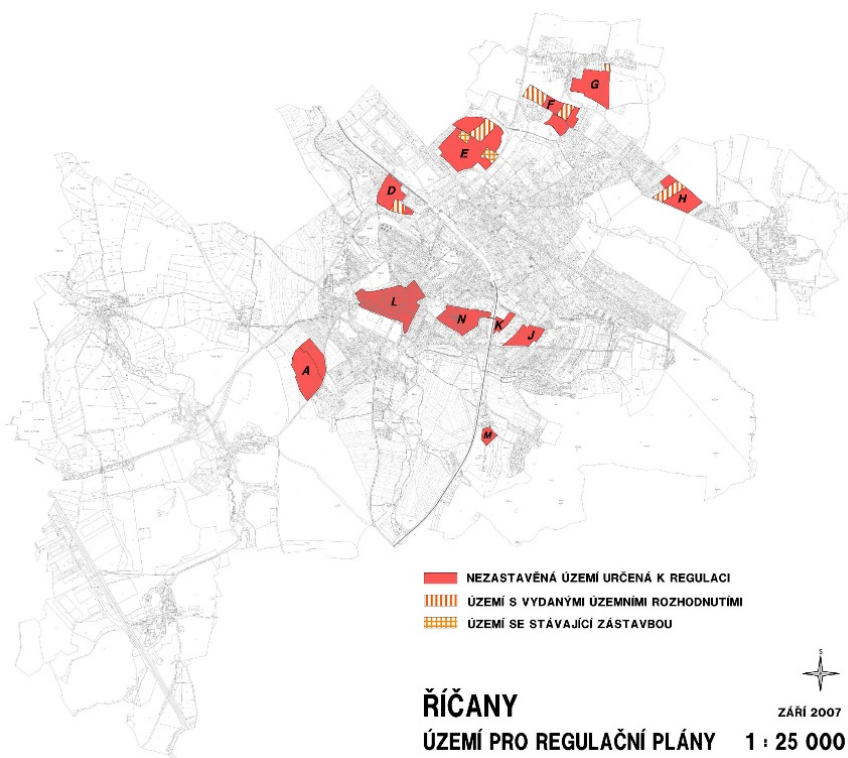 G
F
E
H
D
L
N
K
J
A
M
NEZASTAVĚNÁ ÚZEMÍ URČENÁ K REGULACI
ÚZEMÍ S VYDANÝMI ÚZEMNÍMI ROZHODNUTÍMI
ÚZEMÍ SE STÁVAJÍCÍ ZÁSTAVBOU
S
ŘÍČANY
ZÁŘÍ 2007
ÚZEMÍ PRO REGULAČNÍ PLÁNY 1 : 25 000